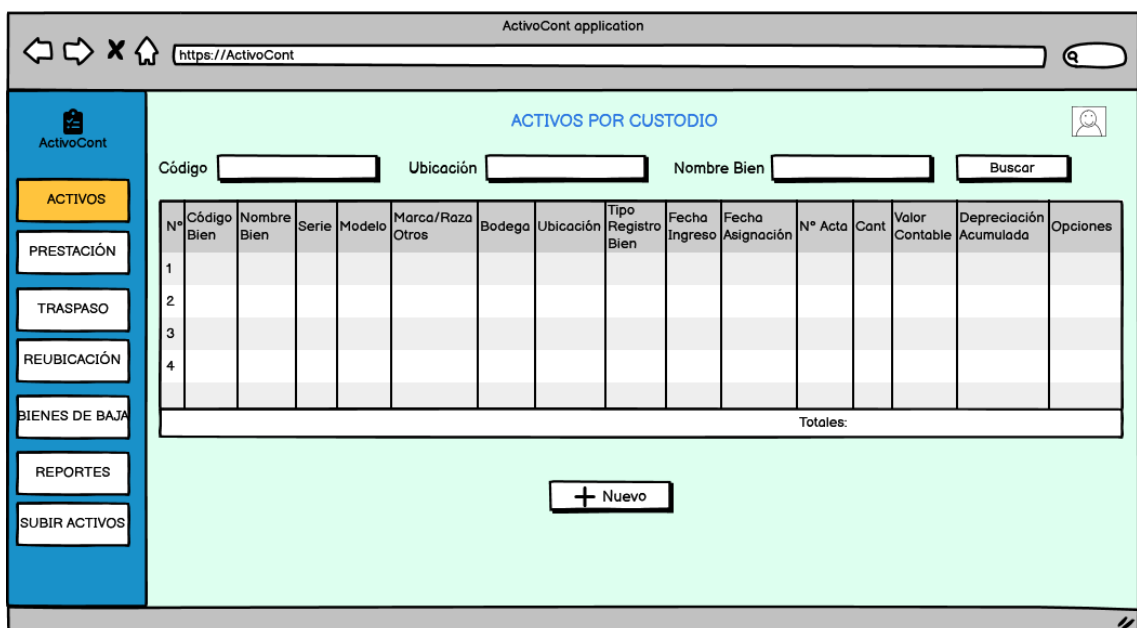 ActivoCont application
https://ActivoCont
ActivoCont
ACTIVOS
PRESTACIÓN
TRASPASO
REUBICACIÓN
BIENES DE BAJA
REPORTES
SUBIR ACTIVOS
ACTIVOS POR CUSTODIO
Código Ubicación Nombre Bien Buscar
N° Código Bien Nombre Bien Serie Modelo Marca/Raza Otros Bodega Ubicación Tipo Registro Bien Fecha Ingreso Fecha Asignación N° Acta Cant Valor Contable Depreciación Acumulada Opciones
1
2
3
4
Totales:
Nuevo